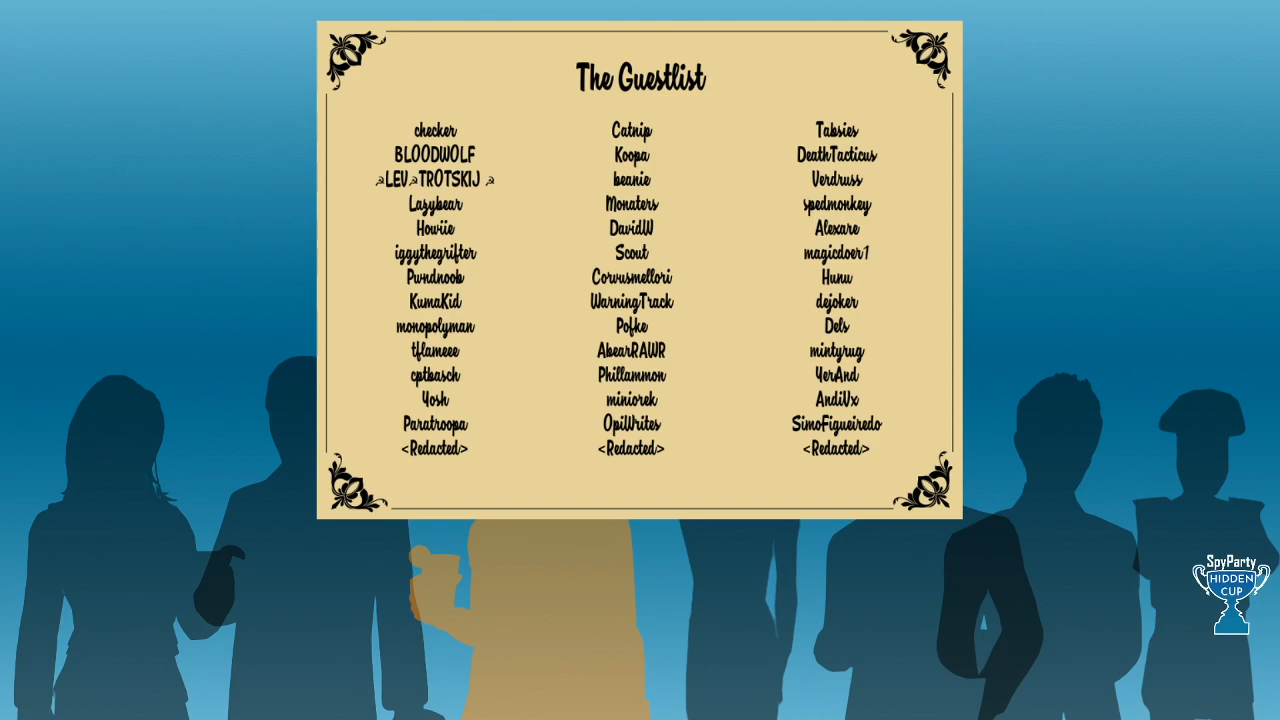 The Guestlist
checker
BLOODWOLF
☭LEV☭TROTSKIJ ☭
Lazybear
Howiie
iggythegrifter
Pwndnoob
KumaKid
monopolyman
tflameee
cptbasch
Yosh
Paratroopa
<Redacted>
Catnip
Koopa
beanie
Monaters
DavidW
Scout
Corvusmellori
WarningTrack
Pofke
AbearRAWR
Phillammon
miniorek
OpiWrites
<Redacted>
Tabsies
DeathTacticus
Verdruss
spedmonkey
Alexare
magicdoer1
Hunu
dejoker
Dels
mintyrug
YerAnd
AndiVx
SimoFigueiredo
<Redacted>
SpyParty
HIDDEN
CUP